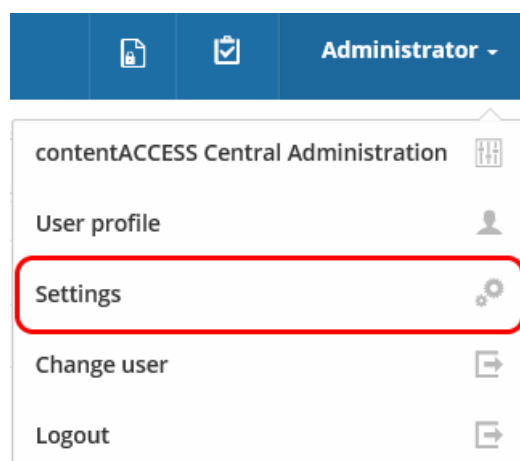 Administrator
contentACCESS Central Administration
User profile
Settings
Change user
Logout